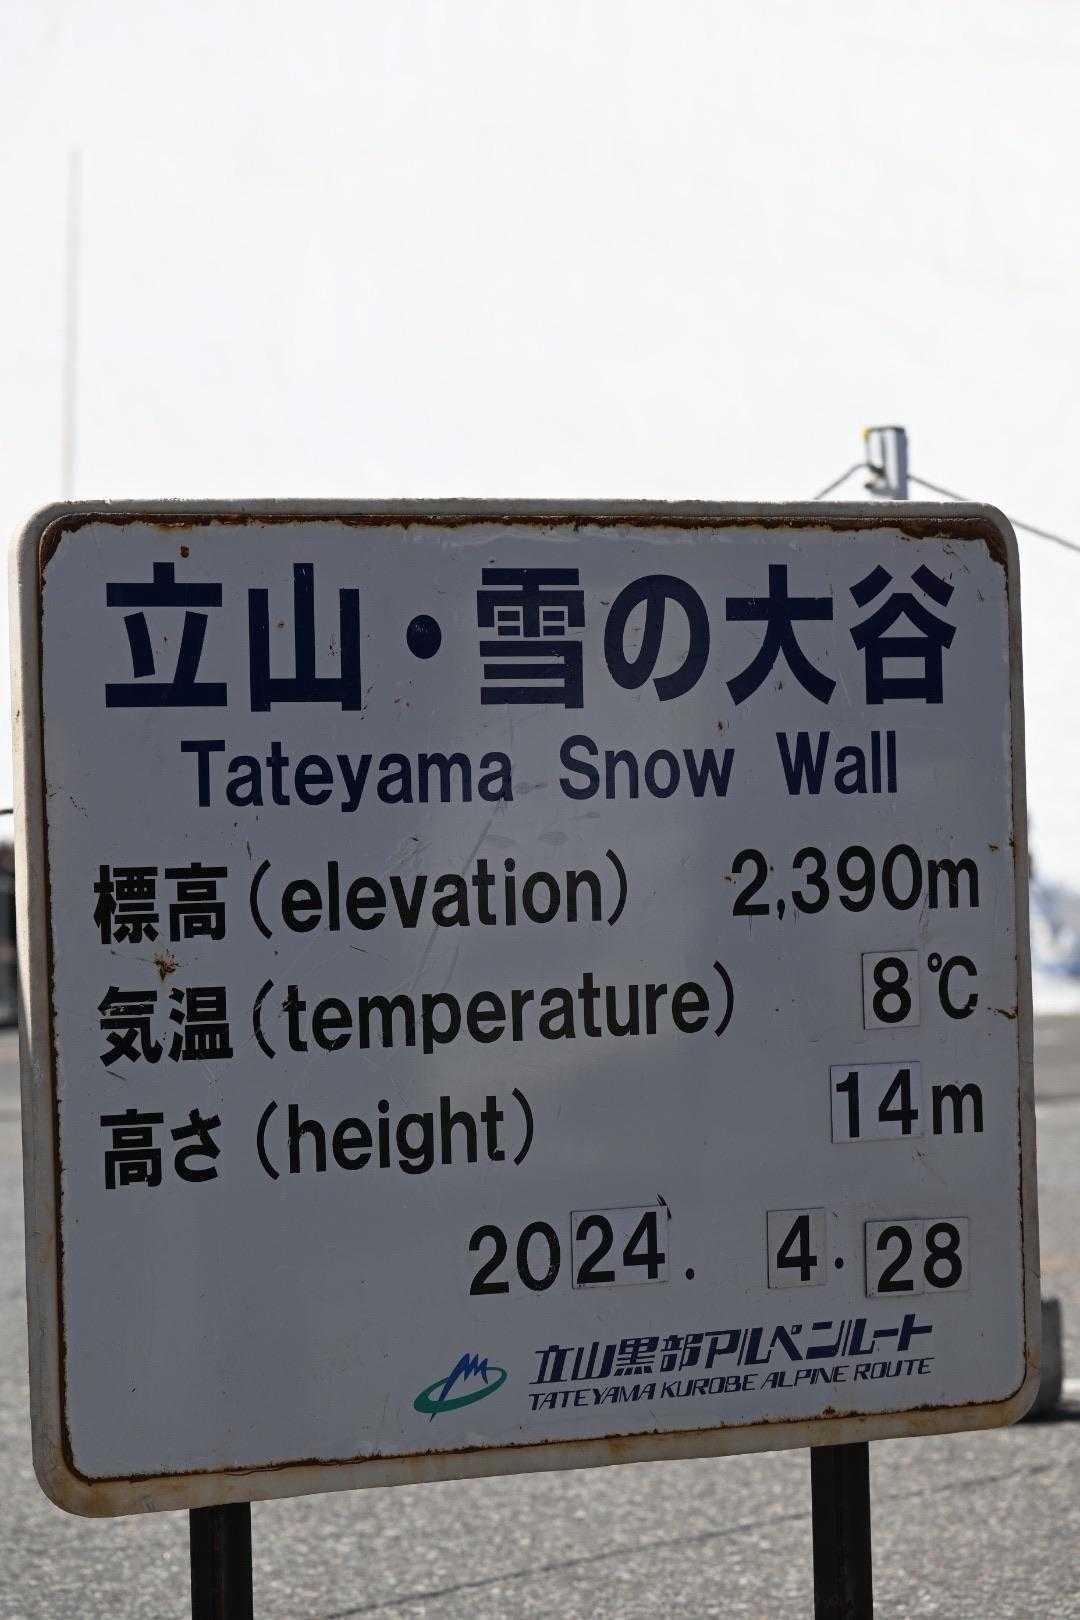 立山・雪の大谷
Tateyama Snow Wall
標高(elevation) 2,390m
気温(temperature) 8℃
高さ(height) 14m
2024. 4. 28
立山黒部アルペンルート
TATEYAMA KUROBE ALPINE ROUTE